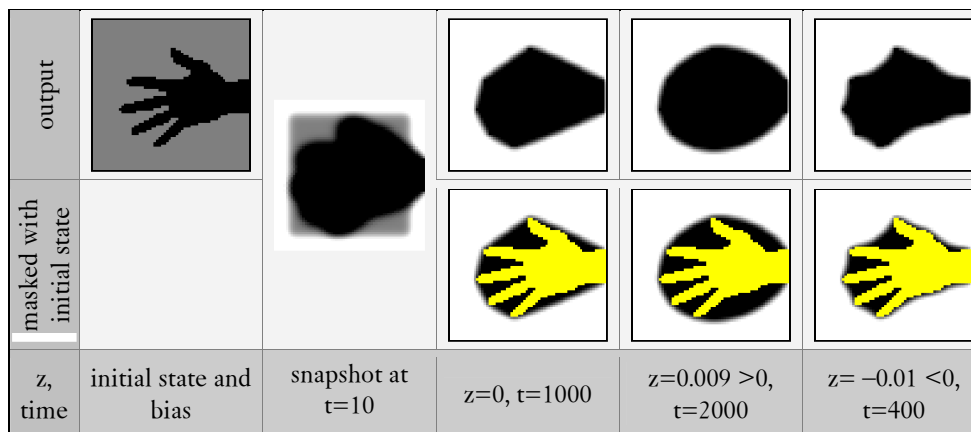 output
masked with
initial state
z,
time
initial state and
bias
snapshot at
t=10
z=0, t=1000
z=0.009 >0,
t=2000
z= −0.01 <0,
t=400